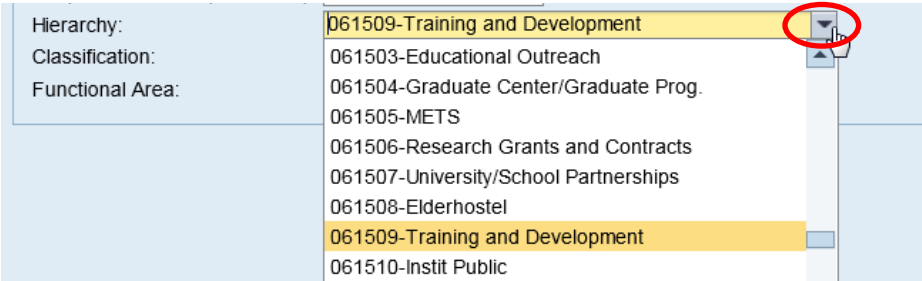 Hierarchy: 061509-Training and Development
Classification: 061503-Educational Outreach
Functional Area: 061504-Graduate Center/Graduate Prog.
061505-METS
061506-Research Grants and Contracts
061507-University/School Partnerships
061508-Elderhostel
061509-Training and Development
061510-Instit Public